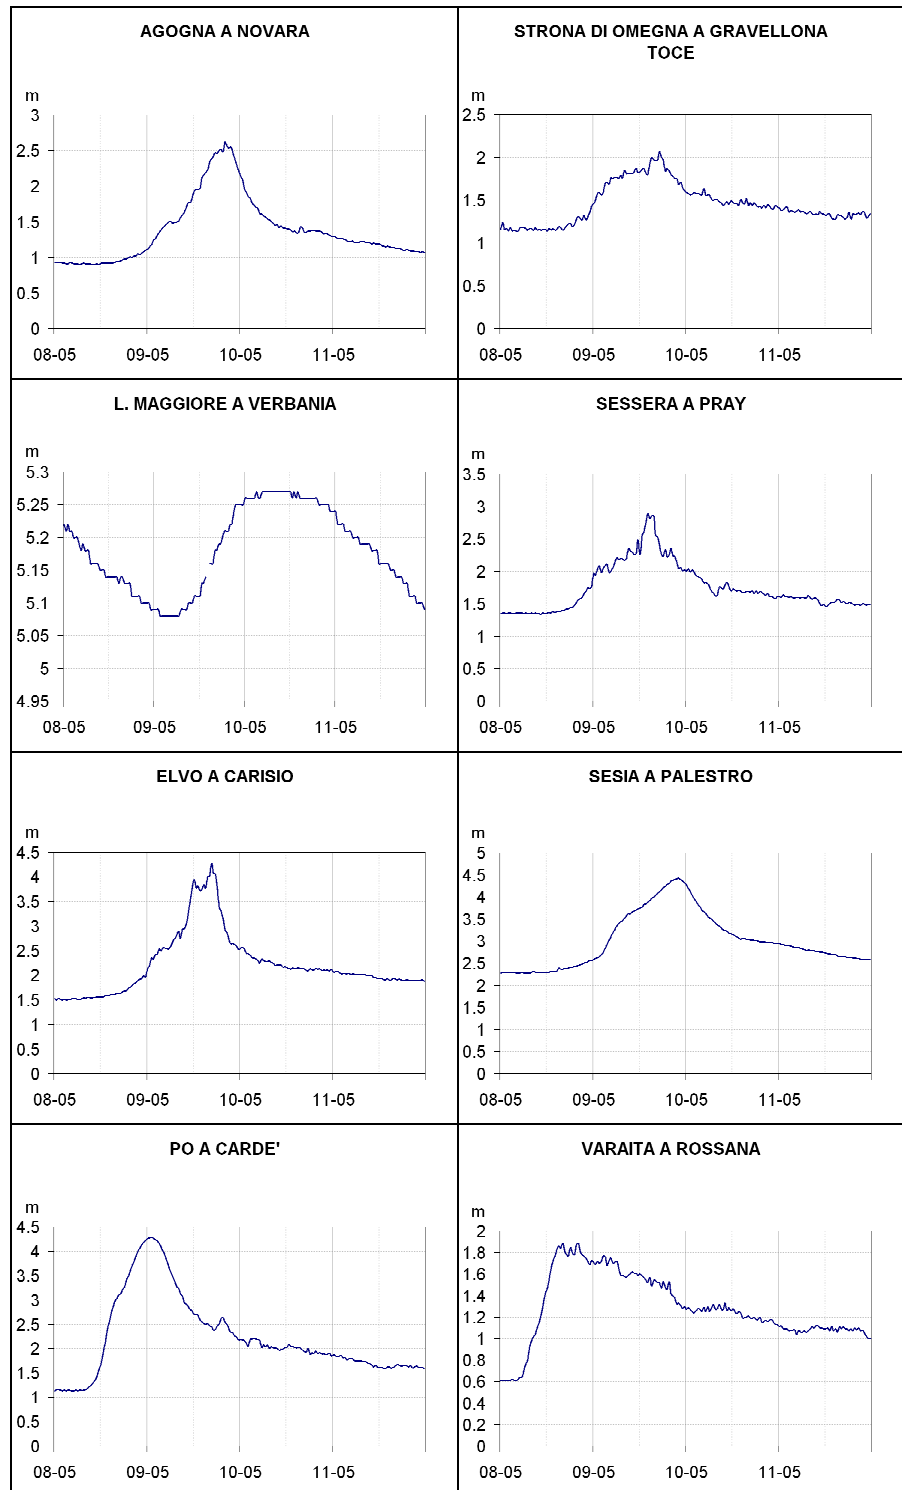 AGOGNA A NOVARA
m
3
2.5
2
1.5
1
0.5
0
08-05 09-05 10-05 11-05
STRONA DI OMEGNA A GRAVELLONA
TOCE
m
2.5
2
1.5
1
0.5
0
08-05 09-05 10-05 11-05
L. MAGGIORE A VERBANIA
m
5.3
5.25
5.2
5.15
5.1
5.05
5
4.95
08-05 09-05 10-05 11-05
SESSERA A PRAY
m
3.5
3
2.5
2
1.5
1
0.5
0
08-05 09-05 10-05 11-05
ELVO A CARISIO
m
4.5
4
3.5
3
2.5
2
1.5
1
0.5
0
08-05 09-05 10-05 11-05
SESIA A PALESTRO
m
5
4.5
4
3.5
3
2.5
2
1
0.5
0
08-05 09-05 10-05 11-05
PO A CARDE'
m
4.5
4
3.5
3
2.5
2
1.5
1
0.5
0
08-05 09-05 10-05 11-05
VARAITA A ROSSANA
m
2
1.8
1.6
1.4
1.2
1
0.8
0.6
0.4
0.2
0
08-05 09-05 10-05 11-05